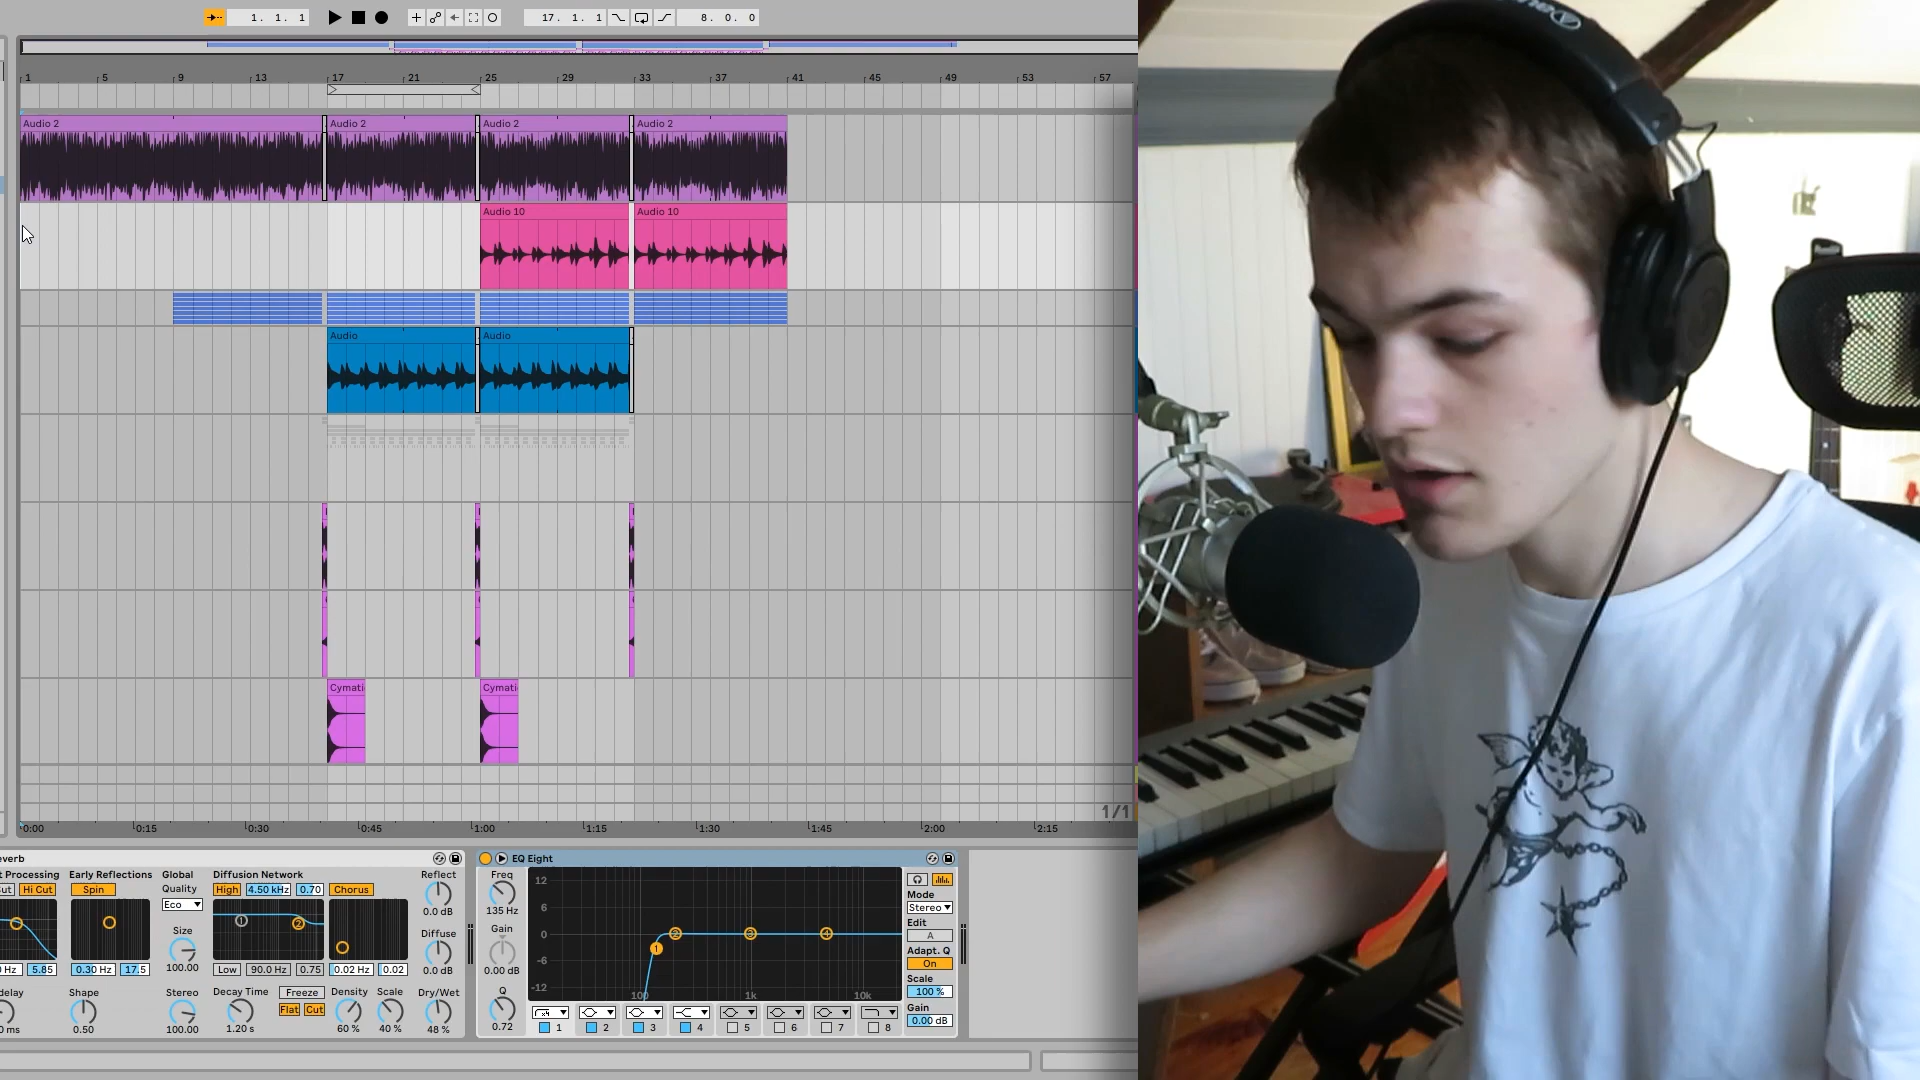 1. 1. 1
17. 1. 1
8. 0. 0
1 5 9 13 17 21 25 29 33 37 41 45 49 53 57
Audio 2 Audio 2 Audio 2 Audio 2
Audio 10 Audio 10
Audio Audio
Cymati Cymati
1/1
0:00 0:15 0:30 0:45 1:00 1:15 1:30 1:45 2:00 2:15
everb
t Processing Early Reflections Global Diffusion Network Reflect
ut Hi Cut Spin Quality High 4.50 kHz 0.70 Chorus
Eco
0.0 dB
Size Diffuse
100.00 0.0 dB
0 Hz 5.85 0.30 Hz 17.5 Low 90.0 Hz 0.75 0.02 Hz 0.02
delay Shape Stereo Decay Time Freeze Density Scale Dry/Wet
Flat Cut
0 ms 0.50 100.00 1.20 s 60 % 40 % 48 %
EQ Eight
Freq
135 Hz
Gain
0.00 dB
Q
0.72
12
6
0
-6
-12
1 2 3 4
100 1k 10k
1 2 3 4 5 6 7 8
Mode
Stereo
Edit
A
Adapt. Q
On
Scale
100 %
Gain
0.00 dB